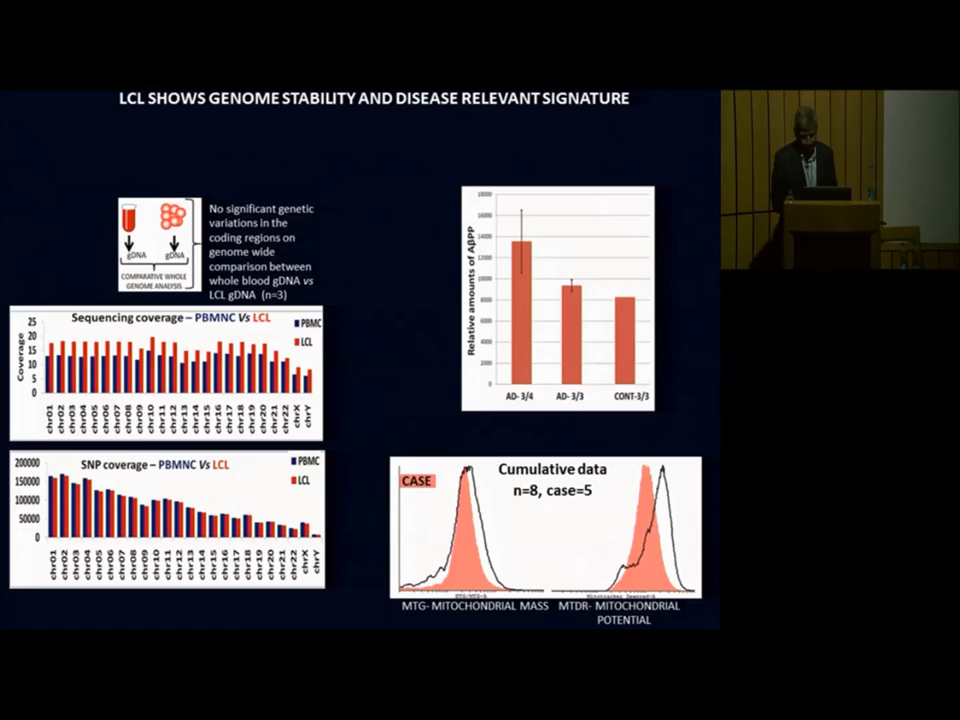 LCL SHOWS GENOME STABILITY AND DISEASE RELEVANT SIGNATURE
gDNA
gDNA
COMPARATIVE WHOLE
GENOME ANALYSIS
No significant genetic
variations in the
coding regions on
genome wide
comparison between
whole blood gDNA vs
LCL gDNA (n=3)
Sequencing coverage – PBMNC Vs LCL
PBMC
LCL
Coverage
25
20
15
10
5
0
chr01
chr02
chr03
chr04
chr05
chr06
chr07
chr08
chr09
chr10
chr11
chr12
chr13
chr14
chr15
chr16
chr17
chr18
chr19
chr20
chr21
chr22
chrX
chrY
SNP coverage – PBMNC Vs LCL
PBMC
LCL
200000
150000
100000
50000
0
chr01
chr02
chr03
chr04
chr05
chr06
chr07
chr08
chr09
chr10
chr11
chr12
chr13
chr14
chr15
chr16
chr17
chr18
chr19
chr20
chr21
chr22
chrX
chrY
Relative amounts of AβPP
18000
16000
14000
12000
10000
8000
6000
4000
2000
0
AD- 3/4
AD- 3/3
CONT-3/3
CASE
Cumulative data
n=8, case=5
MTG- MITOCHONDRIAL MASS
MTDR- MITOCHONDRIAL
POTENTIAL